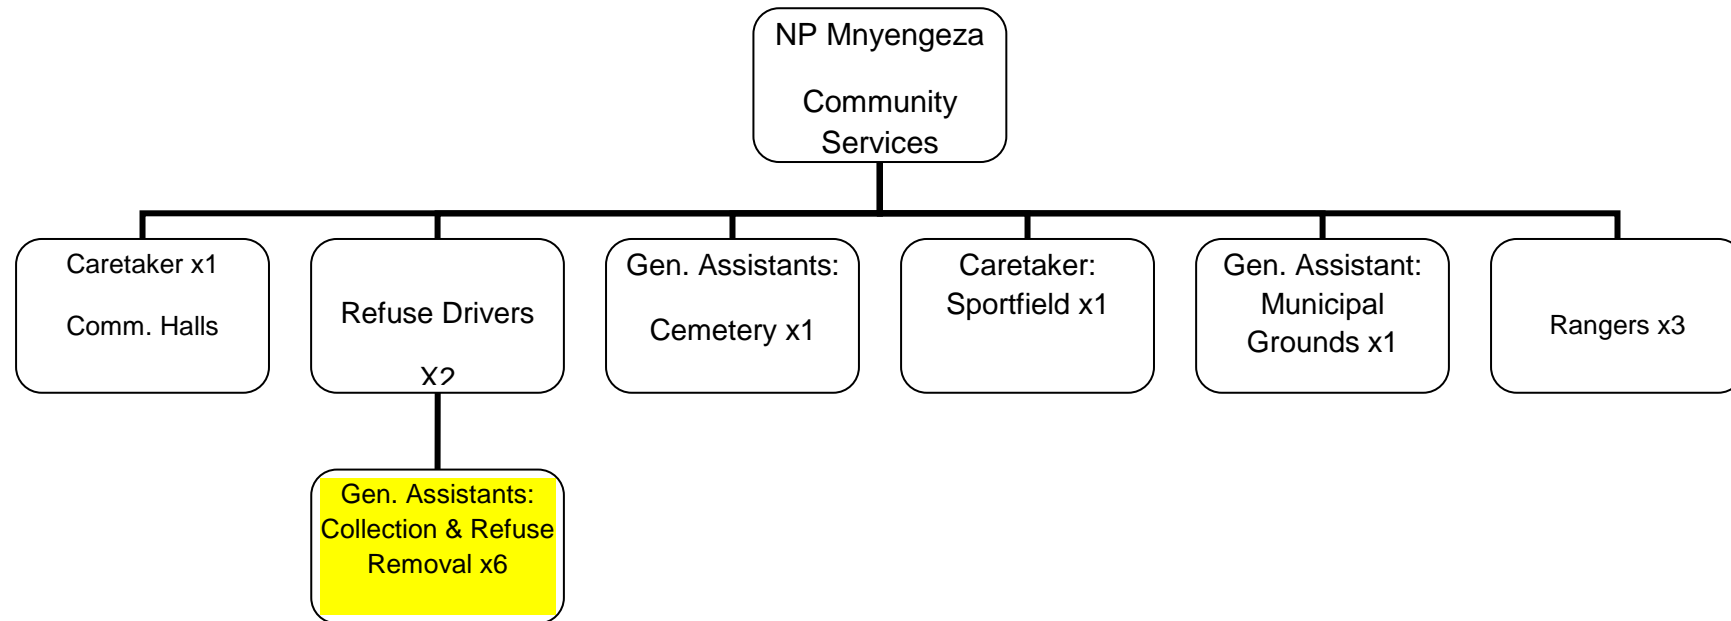 NP Mnyengeza
Community
Services
Caretaker x1
Comm. Halls
Refuse Drivers
X2
Gen. Assistants:
Cemetery x1
Caretaker:
Sportfield x1
Gen. Assistant:
Municipal
Grounds x1
Rangers x3
Gen. Assistants:
Collection & Refuse
Removal x6